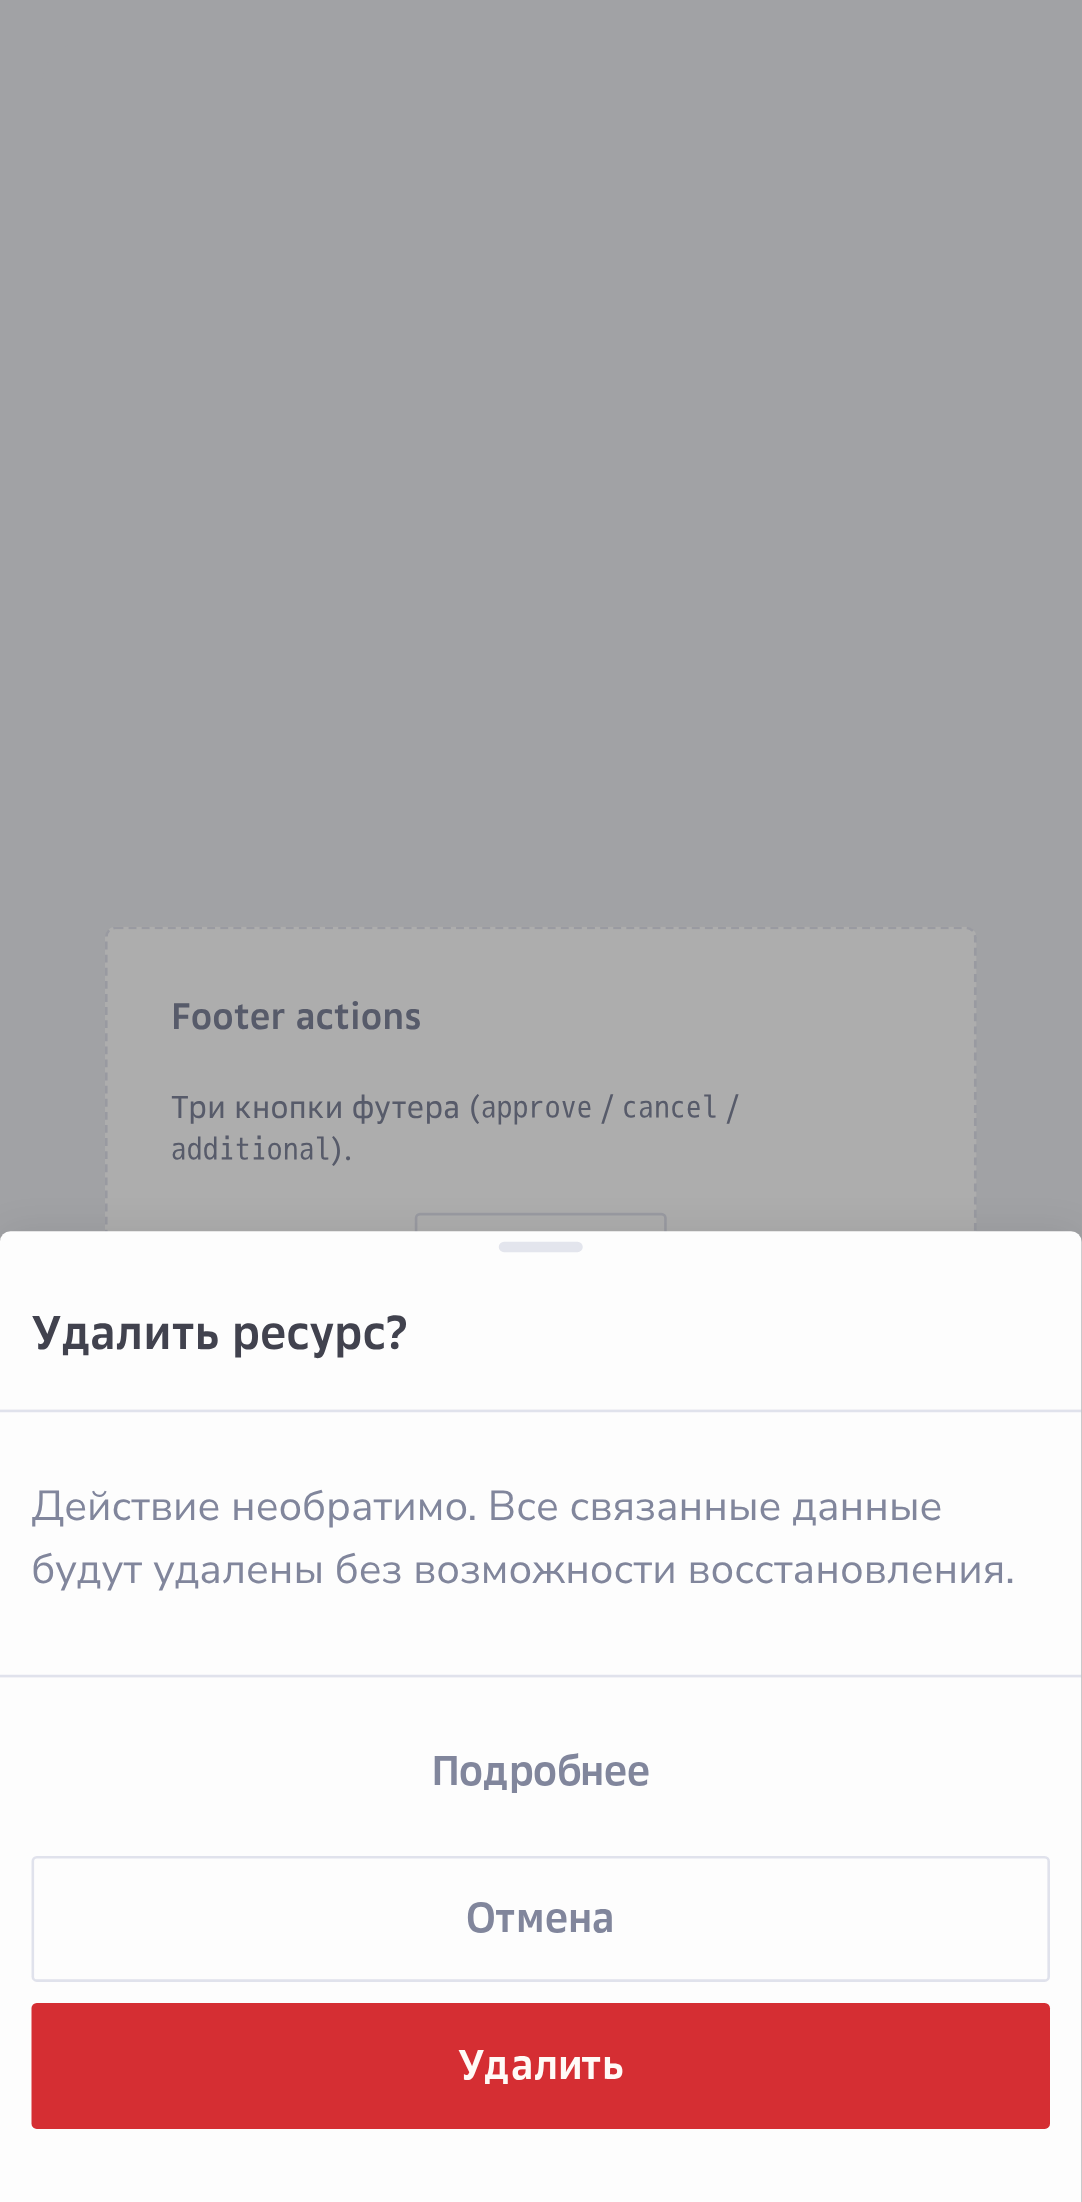 Footer actions
Три кнопки футера (approve / cancel /
additional).
Удалить ресурс?
Действие необратимо. Все связанные данные
будут удалены без возможности восстановления.
Подробнее
Отмена
Удалить